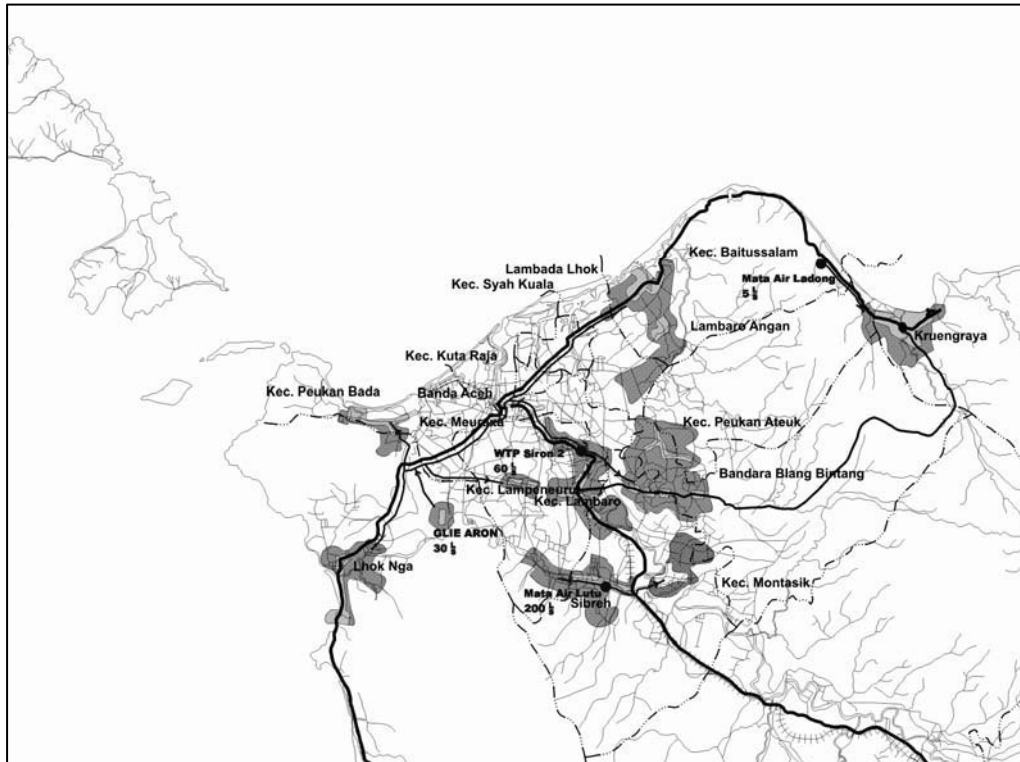 Kec. Baitussalam
Lambada Lhok
Mata Air Ladong
Kec. Syah Kuala
5 L/s
Lambaro Angan
Kruengraya
Kec. Kuta Raja
Kec. Peukan Bada
Banda Aceh
Kec. Meuraxa
Kec. Peukan Ateuk
WTP Siron 2
60 L/s
Bandara Blang Bintang
Kec. Lampeneurut
Kec. Lambaro
GLIE ARON
30 L/s
Lhok Nga
Kec. Montasik
Mata Air Lutu
200 L/s
Sibreh